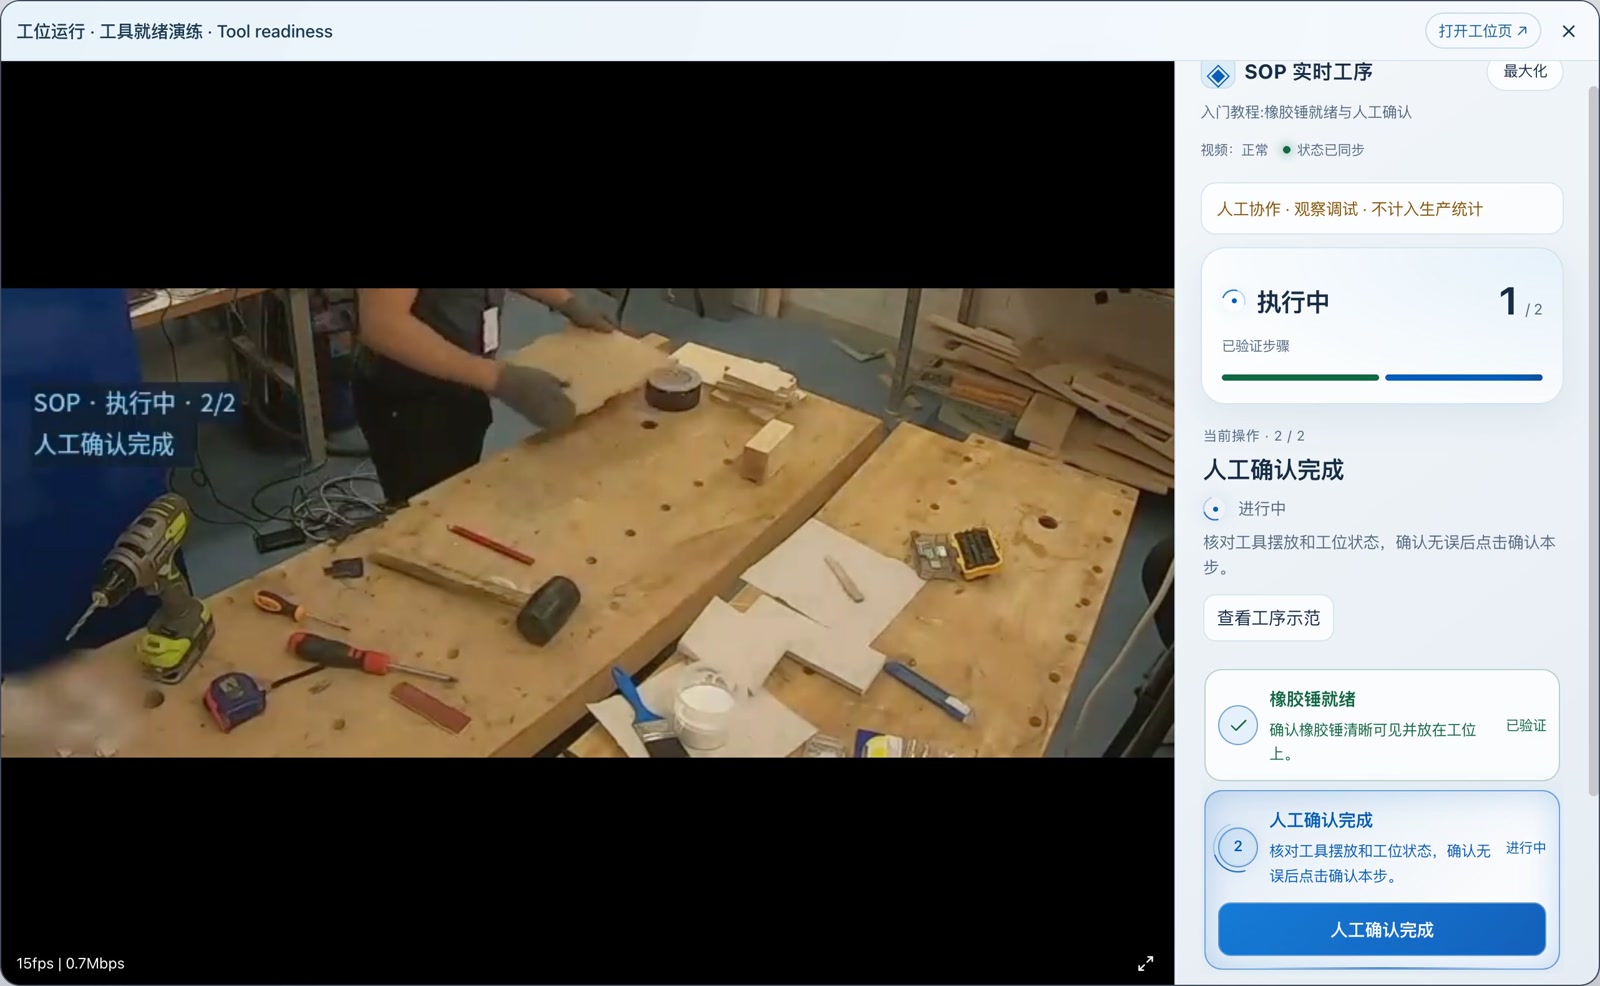 工位运行 · 工具就绪演练 · Tool readiness
打开工位页 ↗
SOP 实时工序
最大化
入门教程:橡胶锤就绪与人工确认
视频：正常
状态已同步
人工协作 · 观察调试 · 不计入生产统计
执行中
1 / 2
已验证步骤
当前操作 · 2 / 2
人工确认完成
进行中
核对工具摆放和工位状态，确认无误后点击确认本
步。
查看工序示范
橡胶锤就绪
确认橡胶锤清晰可见并放在工位
上。
已验证
2
人工确认完成
核对工具摆放和工位状态，确认无
误后点击确认本步。
进行中
人工确认完成
SOP · 执行中 · 2/2
人工确认完成
15fps | 0.7Mbps